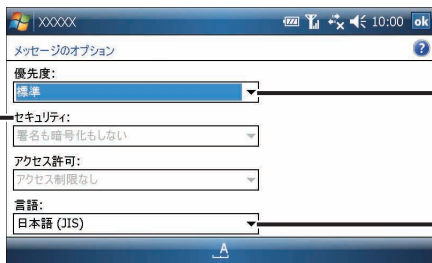 XXXXX 10:00 ok
メッセージのオプション
優先度:
標準
セキュリティ:
署名も暗号化もしない
アクセス許可:
アクセス制限なし
言語:
日本語 (JIS)
A